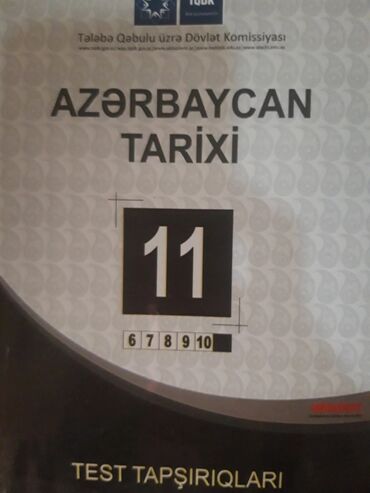 TQDK
Tələbə Qəbulu üzrə Dövlət Komissiyası
AZƏRBAYCAN
TARİXİ
11
6 7 8 9 10
TEST TAPŞIRIQLARI